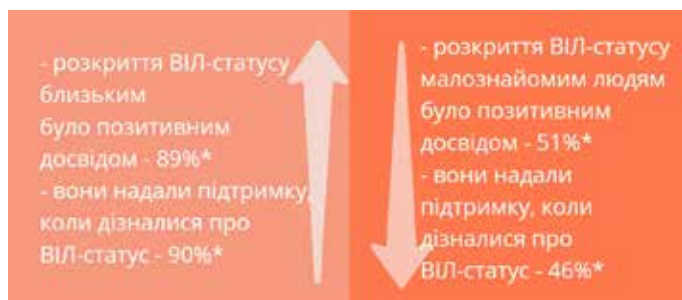 - розкриття ВІЛ-статусу
близьким
було позитивним
досвідом - 89%*
- вони надали підтримку,
коли дізналися про
ВІЛ-статус - 90%*
- розкриття ВІЛ-статусу
малознайомим людям
було позитивним
досвідом - 51%*
- вони надали
підтримку, коли
дізналися про
ВІЛ-статус - 46%*